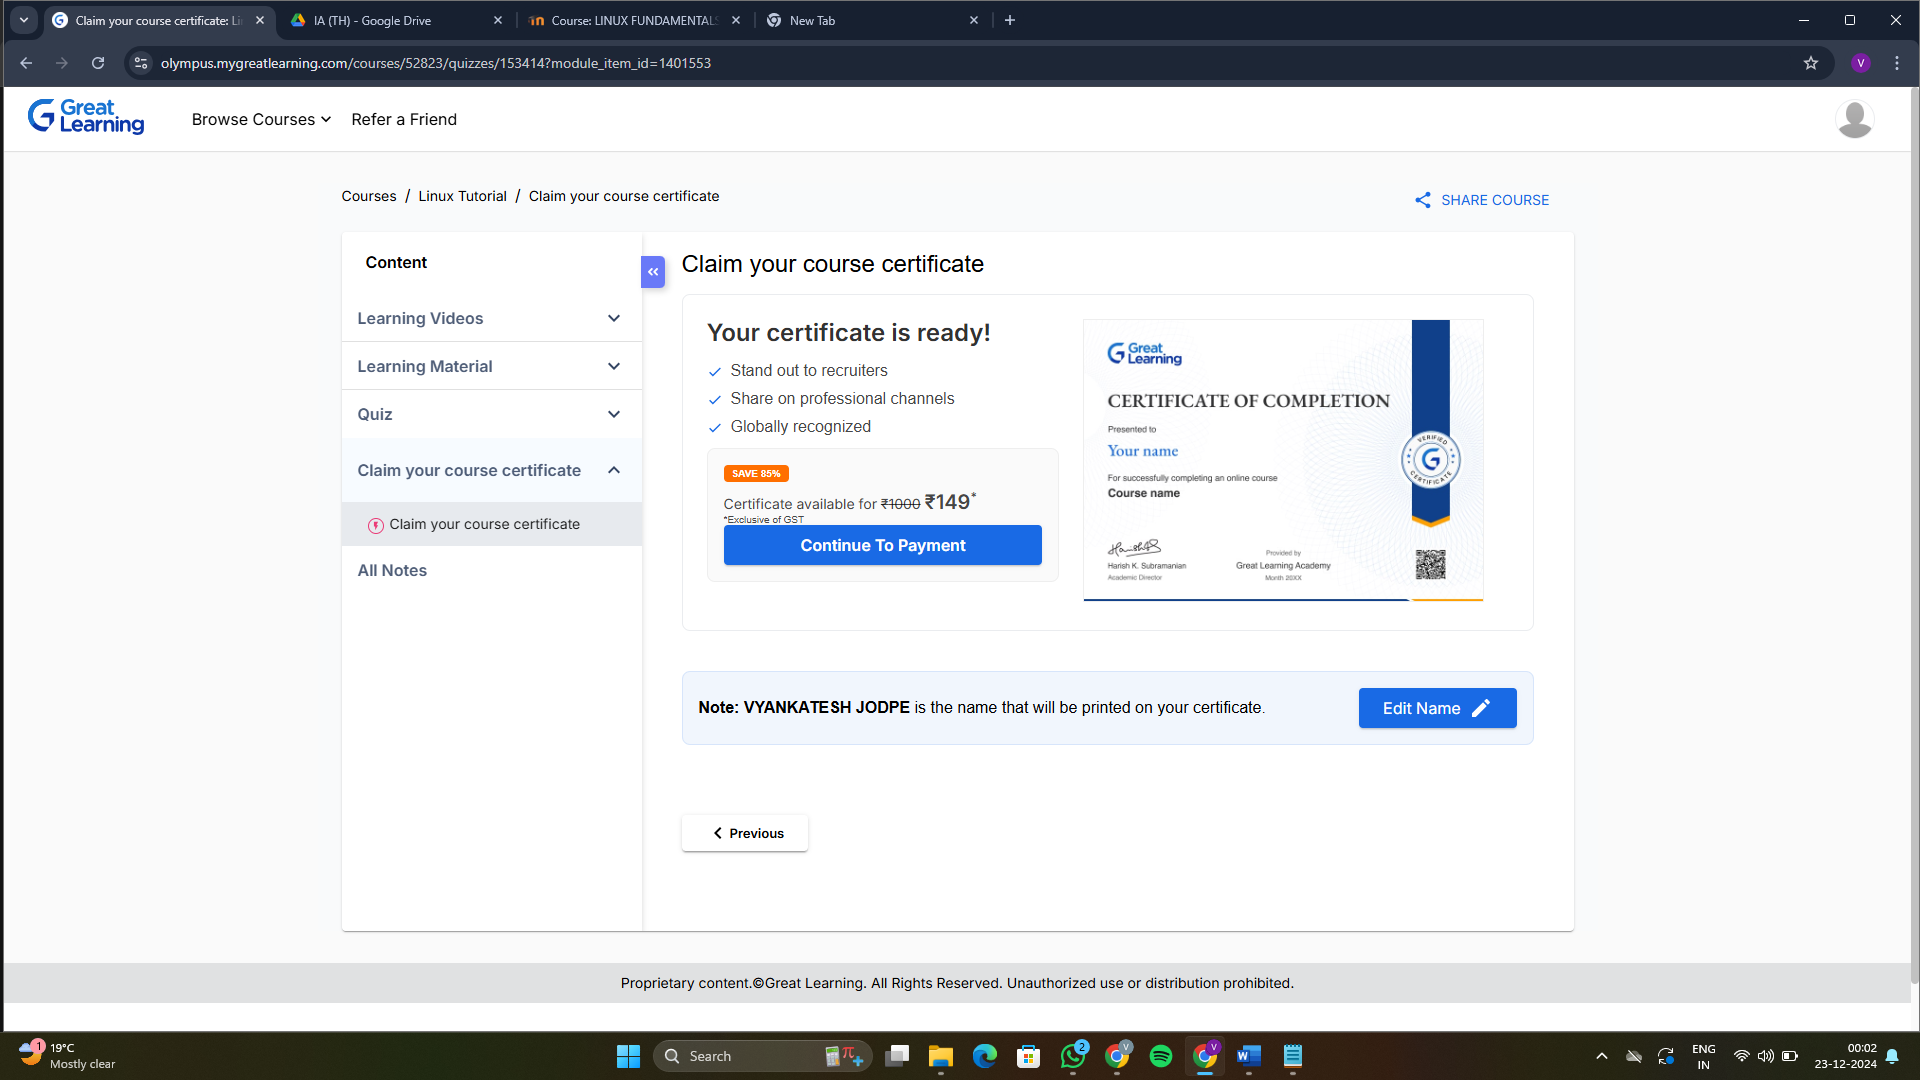 Claim your course certificate: Li
IA (TH) - Google Drive
Course: LINUX FUNDAMENTALS
New Tab
olympus.mygreatlearning.com/courses/52823/quizzes/153414?module_item_id=1401553
V
Great Learning
Browse Courses
Refer a Friend
Courses / Linux Tutorial / Claim your course certificate
SHARE COURSE
Content
Learning Videos
Learning Material
Quiz
Claim your course certificate
Claim your course certificate
All Notes
Claim your course certificate
Your certificate is ready!
Stand out to recruiters
Share on professional channels
Globally recognized
SAVE 85%
Certificate available for ₹1000 ₹149*
*Exclusive of GST
Continue To Payment
Great Learning
CERTIFICATE OF COMPLETION
Presented to
Your name
For successfully completing an online course
Course name
VERIFIED
CERTIFICATE
Harish K. Subramanian
Academic Director
Provided by
Great Learning Academy
Month 20XX
Note: VYANKATESH JODPE is the name that will be printed on your certificate.
Edit Name
Previous
Proprietary content.©Great Learning. All Rights Reserved. Unauthorized use or distribution prohibited.
1
19°C
Mostly clear
Search
2
V
V
ENG
IN
00:02
23-12-2024